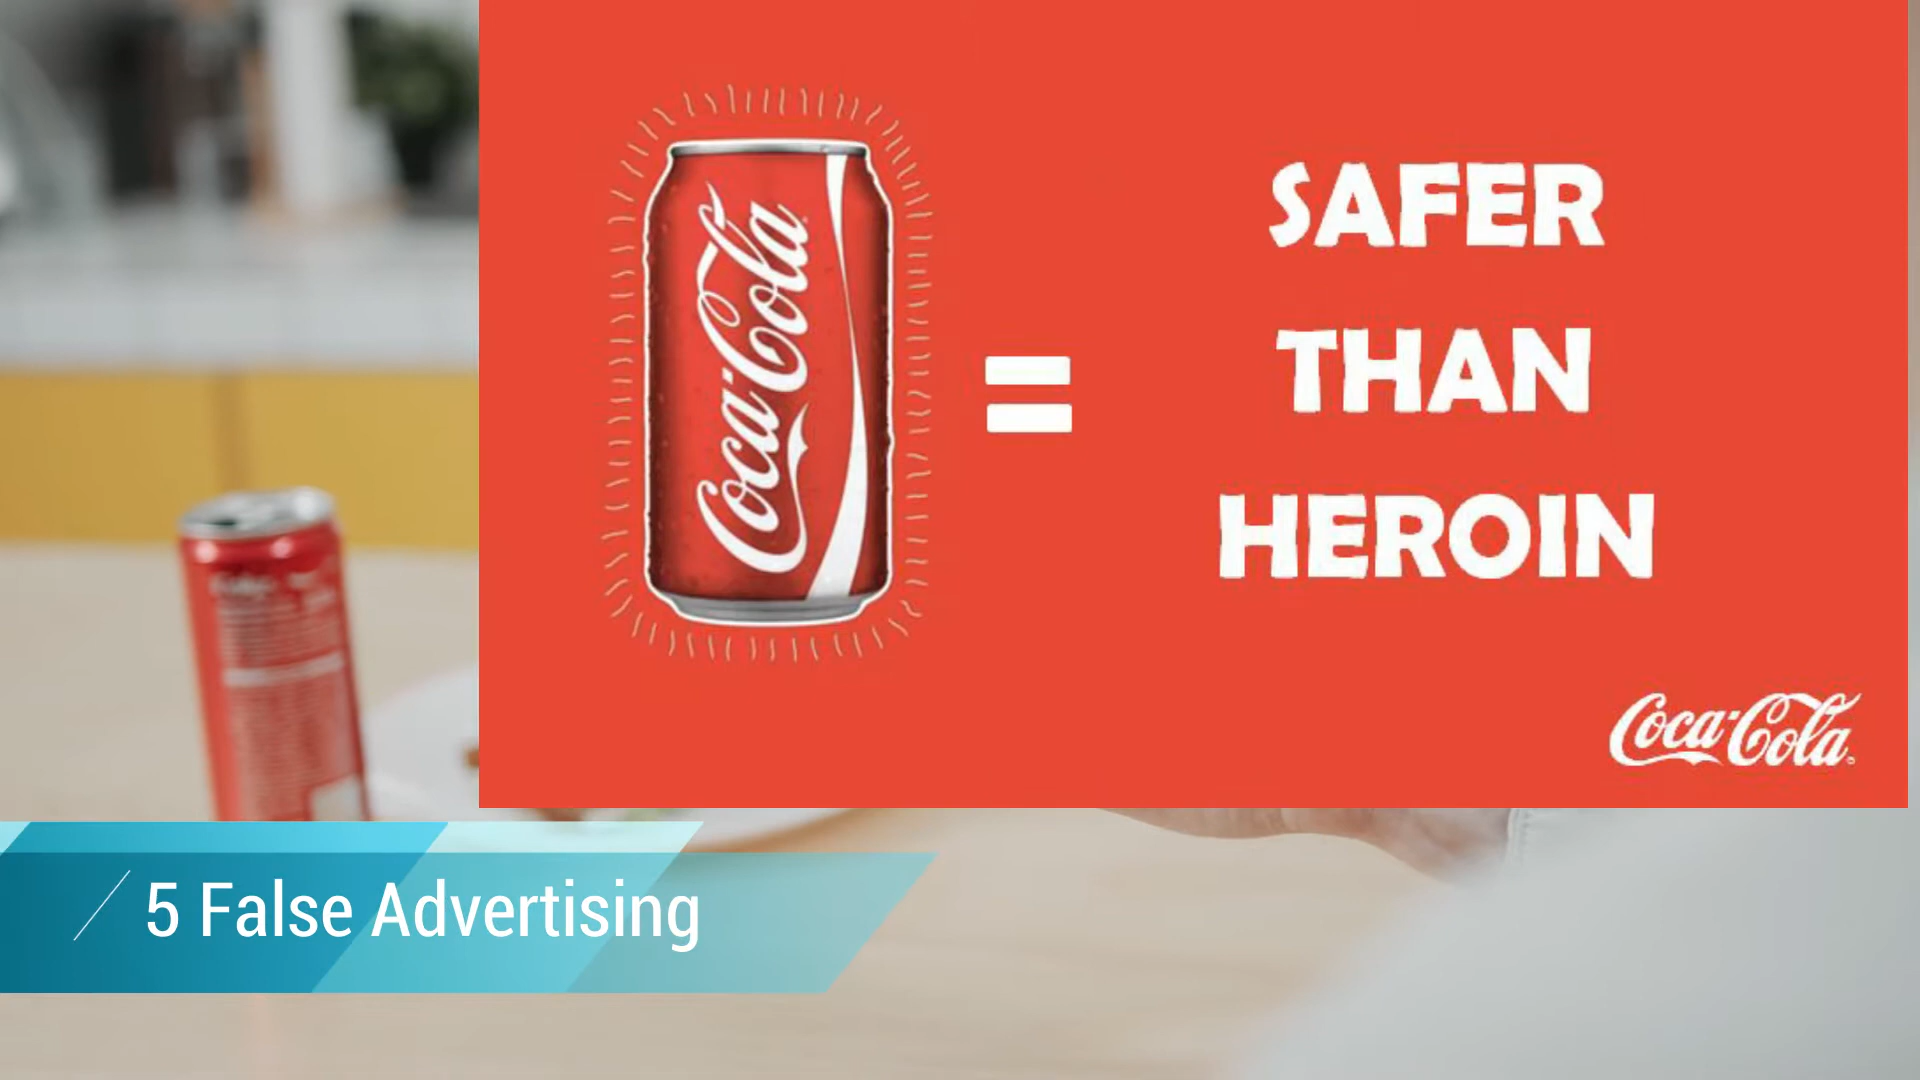 Coca-Cola
=
SAFER
THAN
HEROIN
Coca-Cola
5 False Advertising